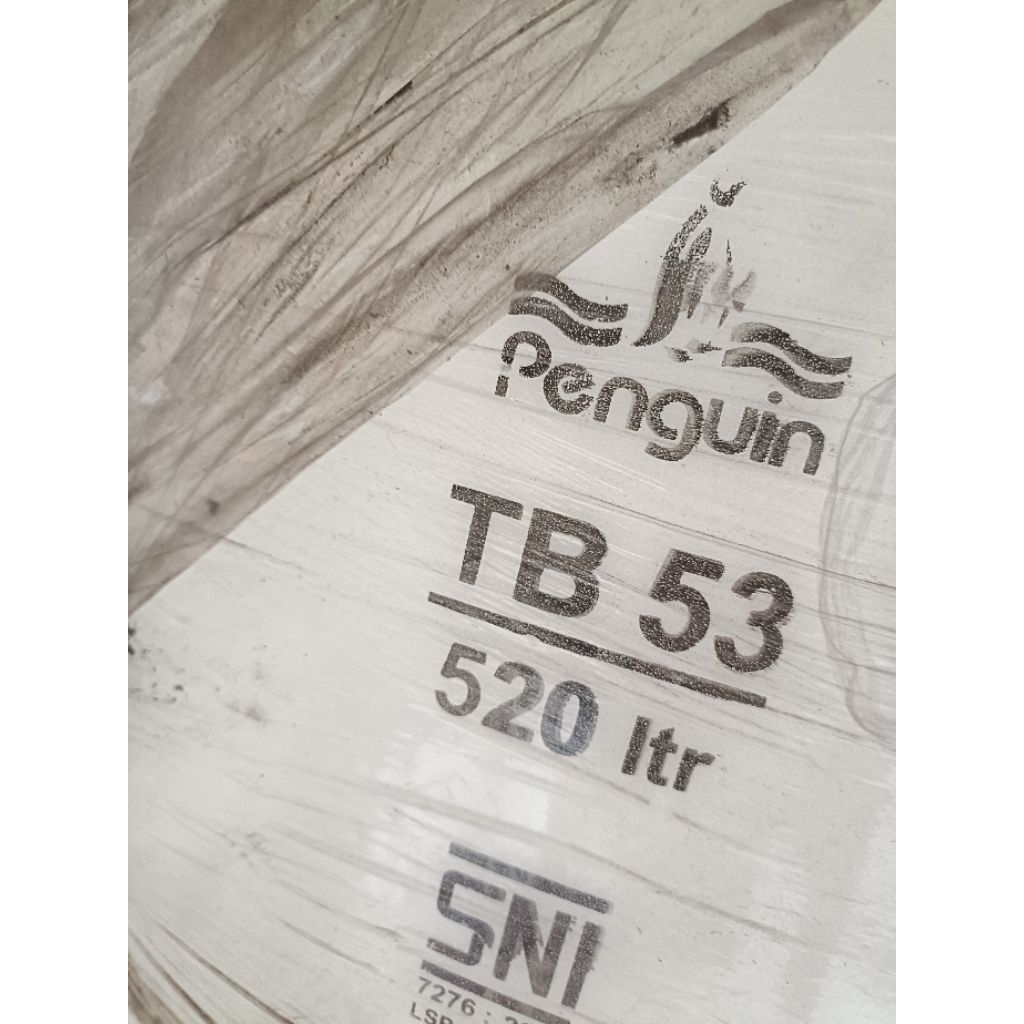 Penguin
TB 53
520 ltr
SNI
7276 :